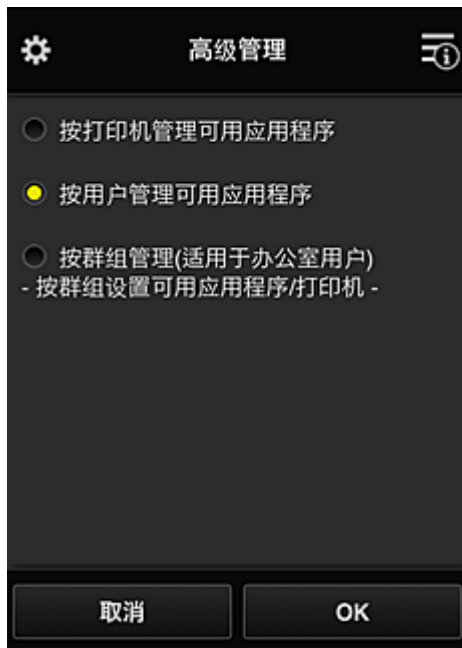 高级管理
按打印机管理可用应用程序
按用户管理可用应用程序
按群组管理(适用于办公室用户)
- 按群组设置可用应用程序/打印机 -
取消
OK